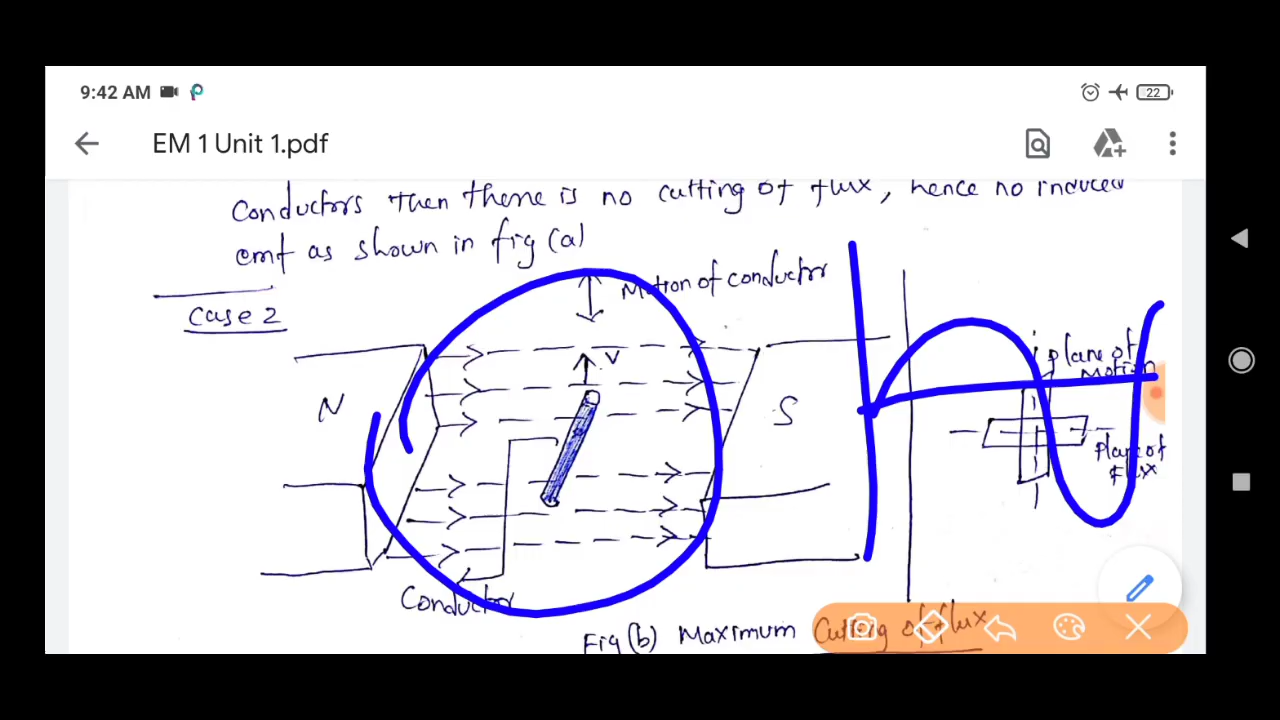 9:42 AM
22
EM 1 Unit 1.pdf
Conductors then theme is no cutting of flux, hence no induced
emf as shown in fig (a)
Motion of conductor
Case 2
V
N
S
plane of
Motion
plane of
flux
Conductor
Fig (b) Maximum Cutting of flux